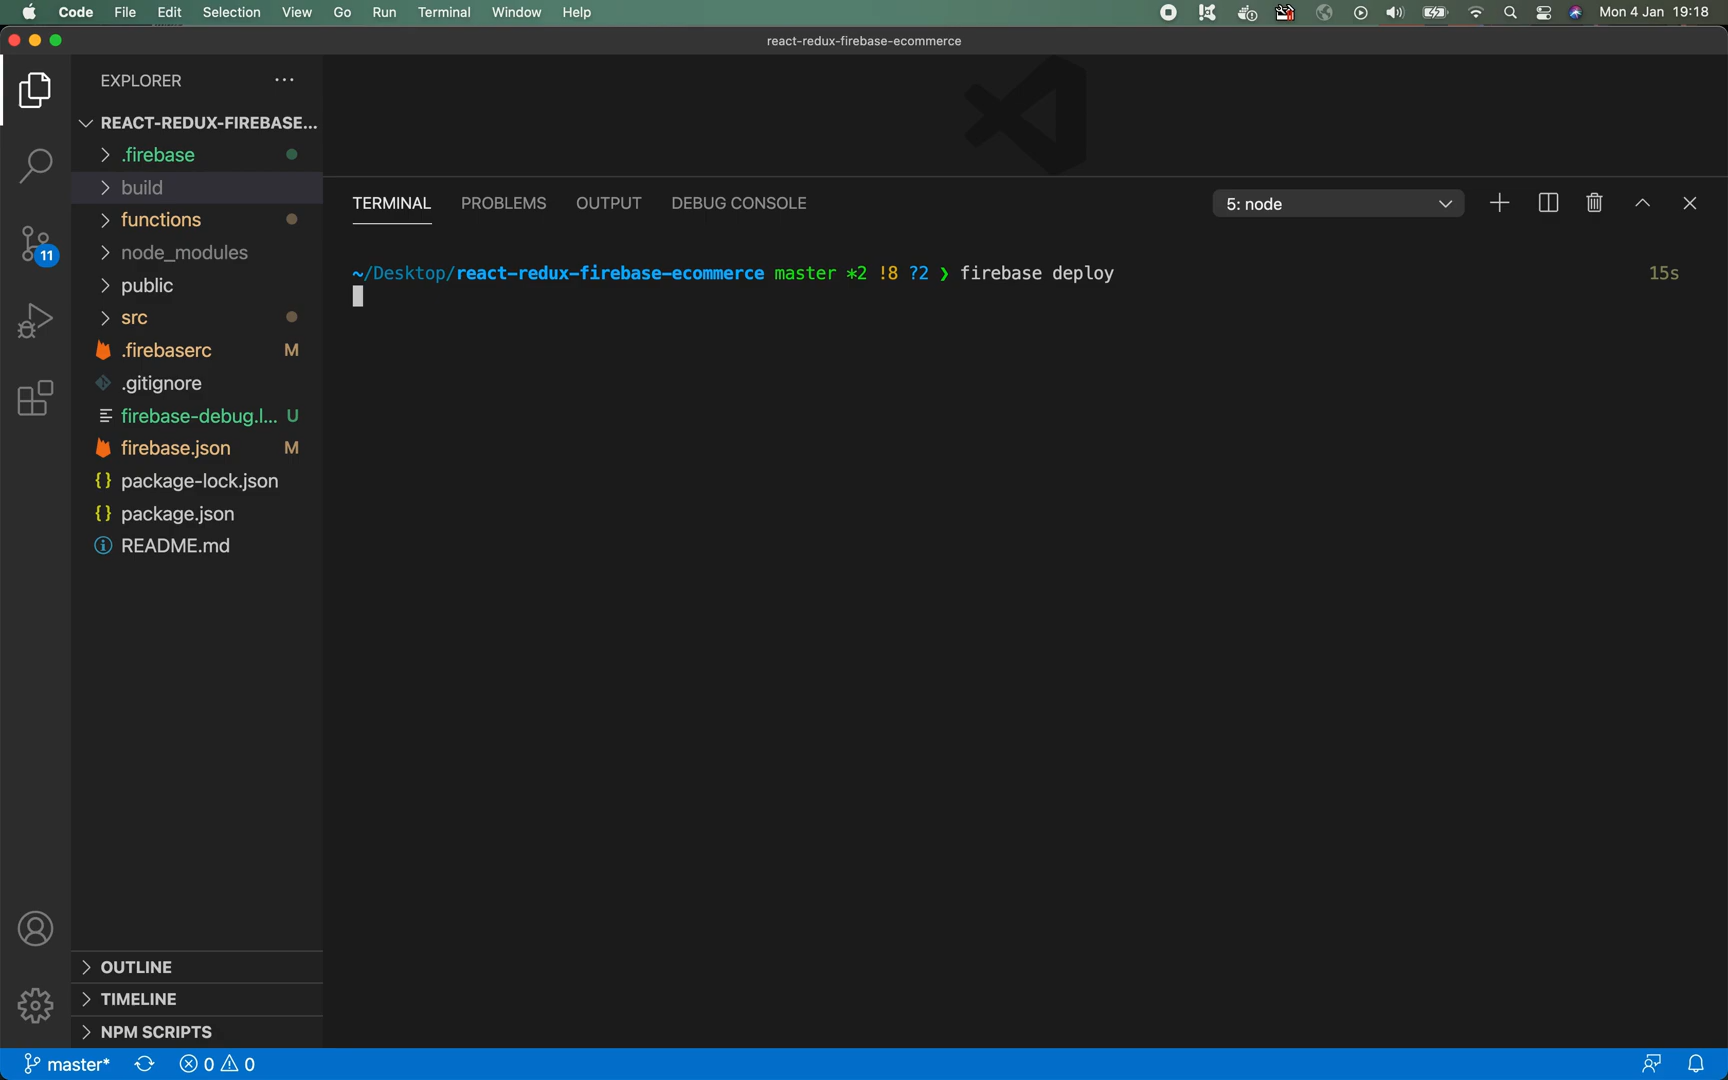 Code File Edit Selection View Go Run Terminal Window Help Mon 4 Jan 19:18
react-redux-firebase-ecommerce
EXPLORER
REACT-REDUX-FIREBASE...
.firebase
build
functions
node_modules
public
src
.firebaserc M
.gitignore
firebase-debug.l... U
firebase.json M
package-lock.json
package.json
README.md
OUTLINE
TIMELINE
NPM SCRIPTS
11
TERMINAL PROBLEMS OUTPUT DEBUG CONSOLE 5: node
~/Desktop/react-redux-firebase-ecommerce master *2 !8 ?2 ❯ firebase deploy 15s
master* 0 0